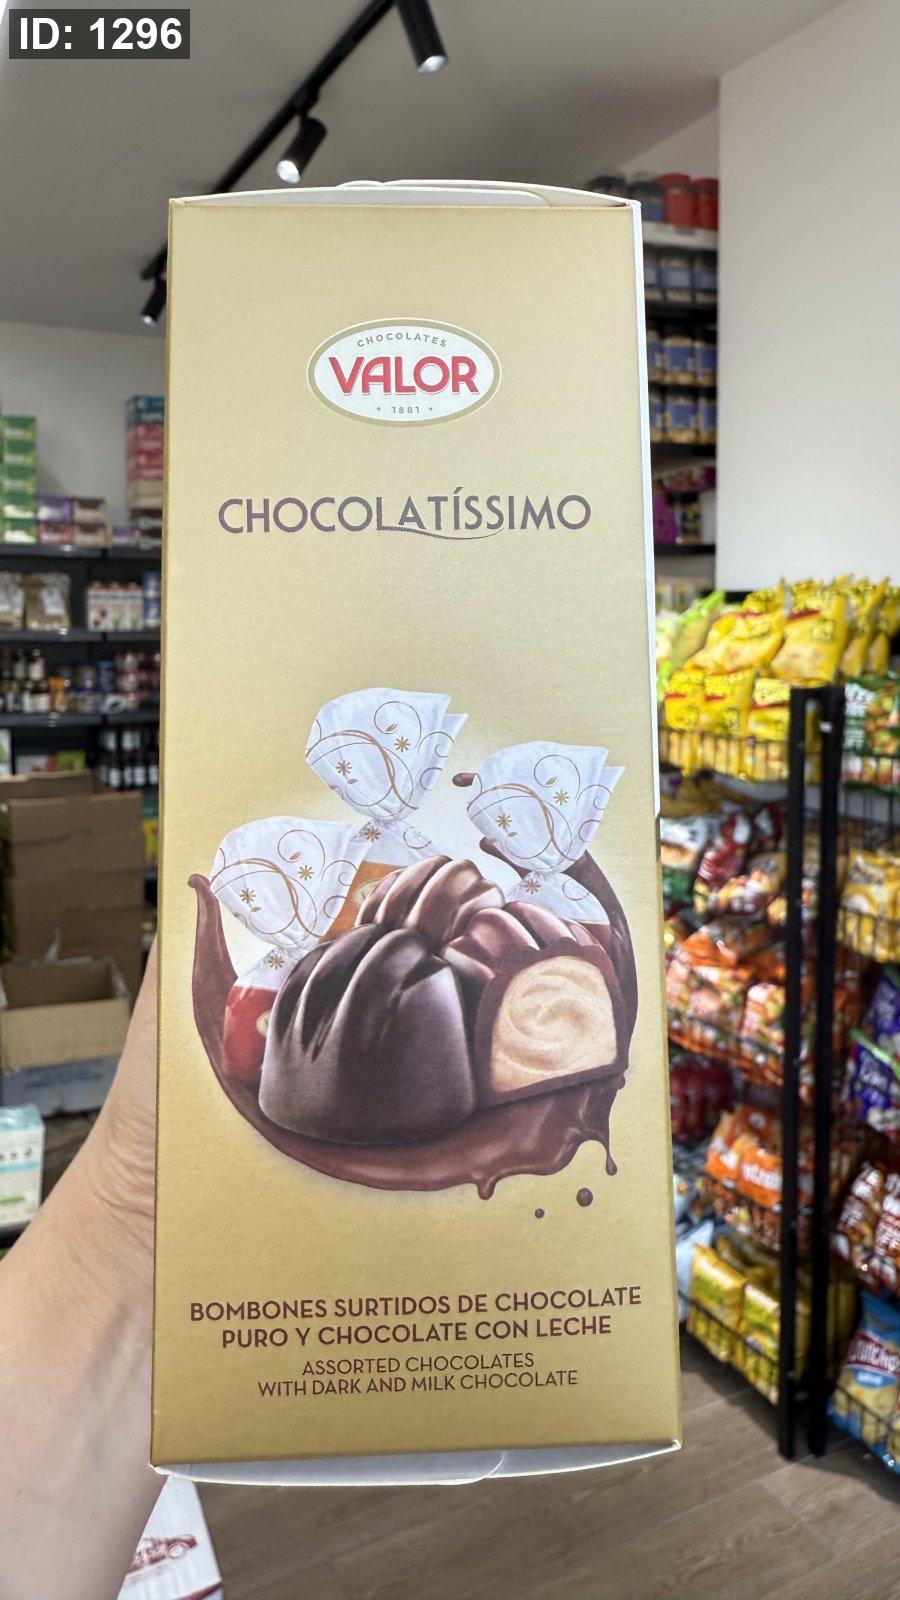 ID: 1296
CHOCOLATES
VALOR
1881
CHOCOLATÍSSIMO
BOMBONES SURTIDOS DE CHOCOLATE
PURO Y CHOCOLATE CON LECHE
ASSORTED CHOCOLATES
WITH DARK AND MILK CHOCOLATE